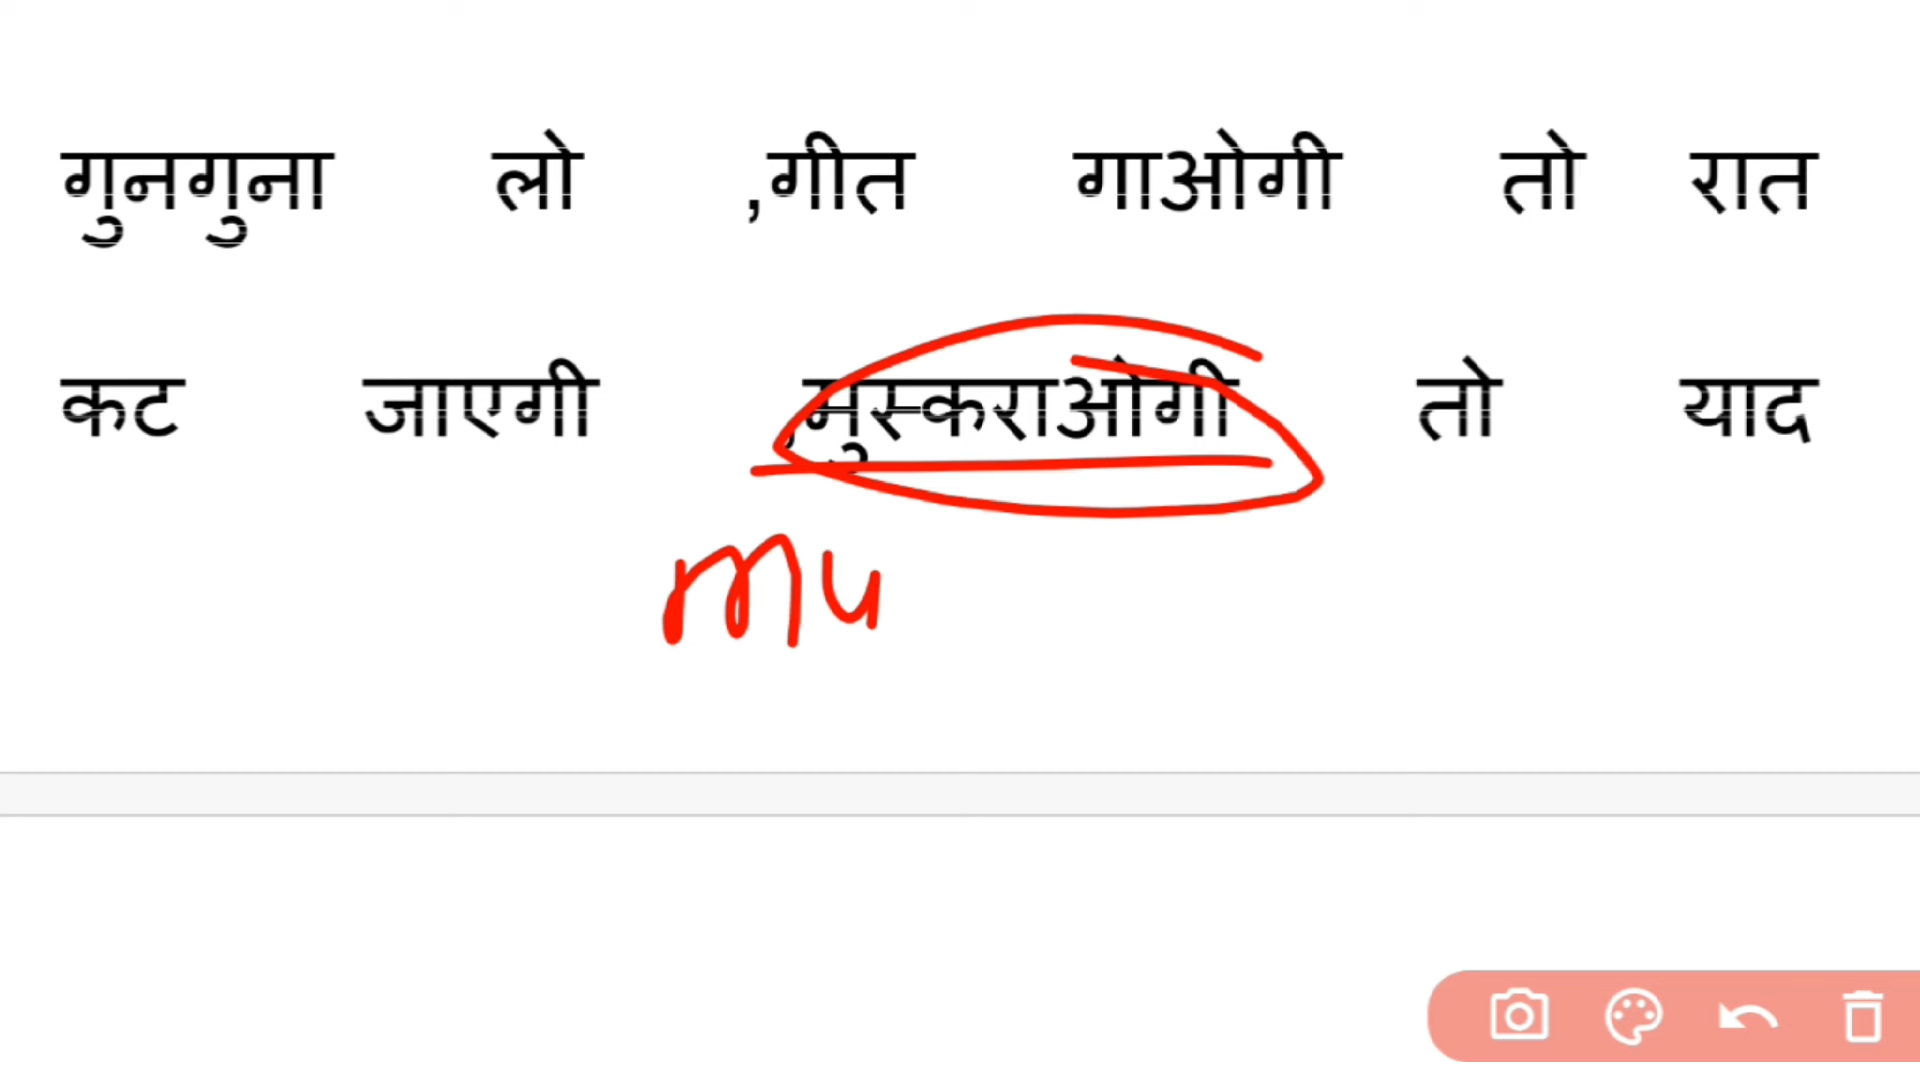 गुनगुना लो ,गीत गाओगी तो रात
कट जाएगी ,मुस्कराओगी तो याद
mu